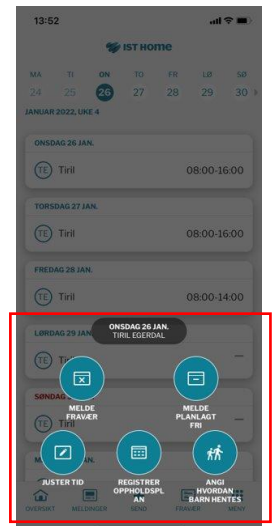 13:52
IST Home
MA TI ON TO FR LØ SØ
24 25 26 27 28 29 30
JANUAR 2022, UKE 4
ONSDAG 26 JAN.
TE Tiril 08:00-16:00
TORSDAG 27 JAN.
TE Tiril 08:00-16:00
FREDAG 28 JAN.
TE Tiril 08:00-14:00
LØRDAG 29 JAN.
ONSDAG 26 JAN.
TIRIL EGERDAL
TE
SØNDAG
MELDE
FRAVÆR
MELDE
PLANLAGT
FRI
TE
JUSTER TID
REGISTRER
OPPHOLDSPL
AN
ANGI
HVORDAN
BARN HENTES
OVERSIKT MELDINGER SEND FRAVÆR MENY